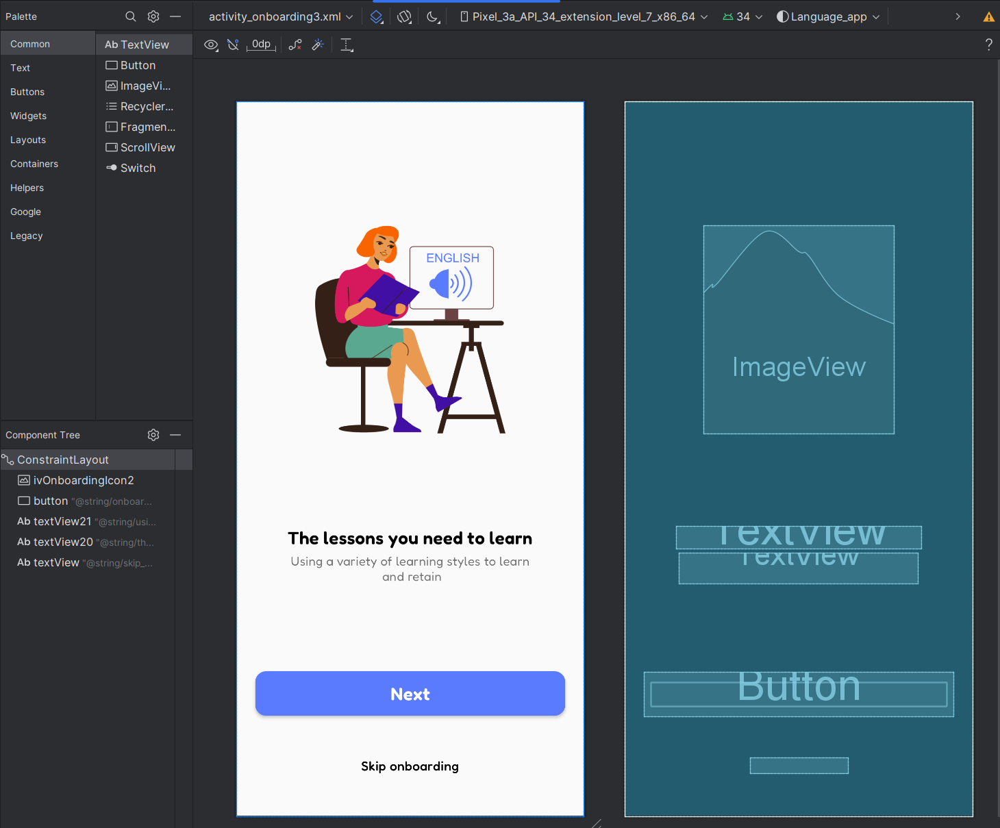 Palette
activity_onboarding3.xml
Pixel_3a_API_34_extension_level_7_x86_64
34
Language_app
Common
Text
Buttons
Widgets
Layouts
Containers
Helpers
Google
Legacy
Ab TextView
Button
ImageVi...
Recycler...
Fragmen...
ScrollView
Switch
0dp
?
ENGLISH
The lessons you need to learn
Using a variety of learning styles to learn
and retain
Next
Skip onboarding
ImageView
TextView
TextView
Button
Component Tree
ConstraintLayout
ivOnboardingIcon2
button "@string/onboar...
Ab textView21 "@string/usi...
Ab textView20 "@string/th...
Ab textView "@string/skip_...